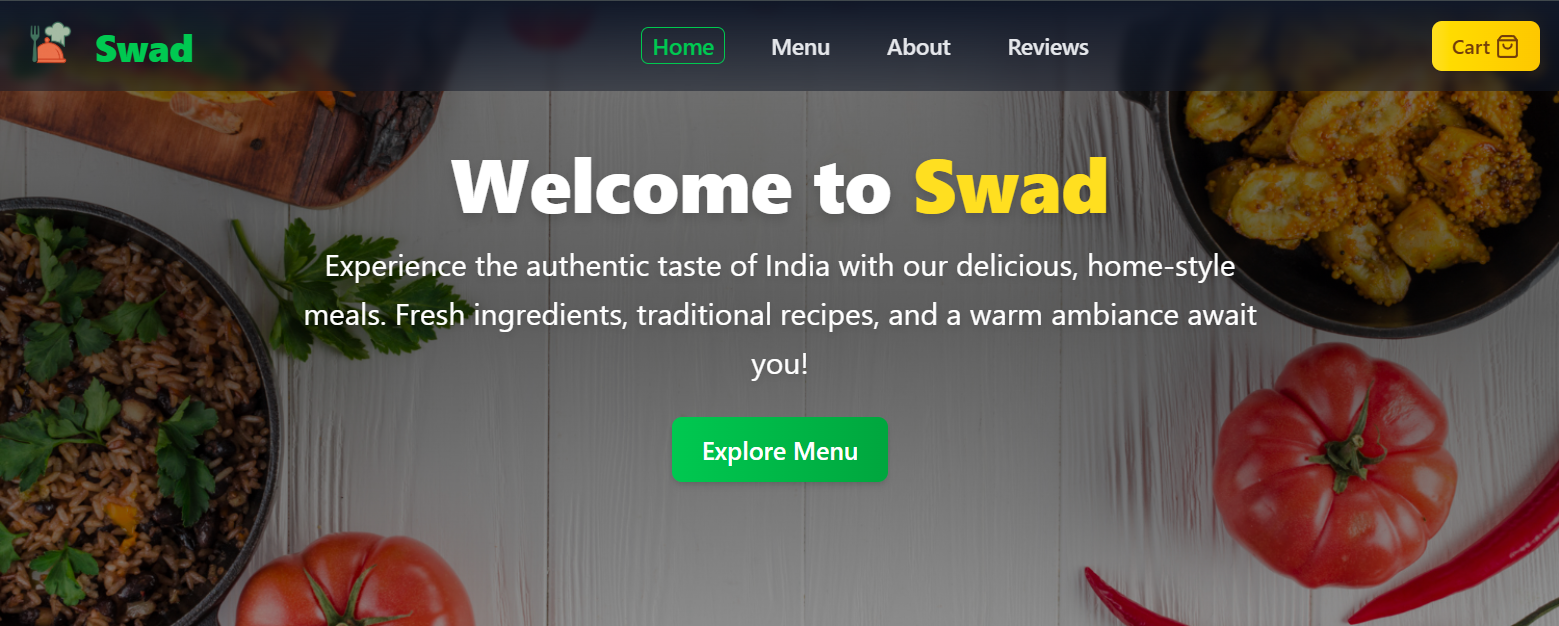 Swad
Home
Menu
About
Reviews
Cart
Welcome to Swad
Experience the authentic taste of India with our delicious, home-style
meals. Fresh ingredients, traditional recipes, and a warm ambiance await
you!
Explore Menu